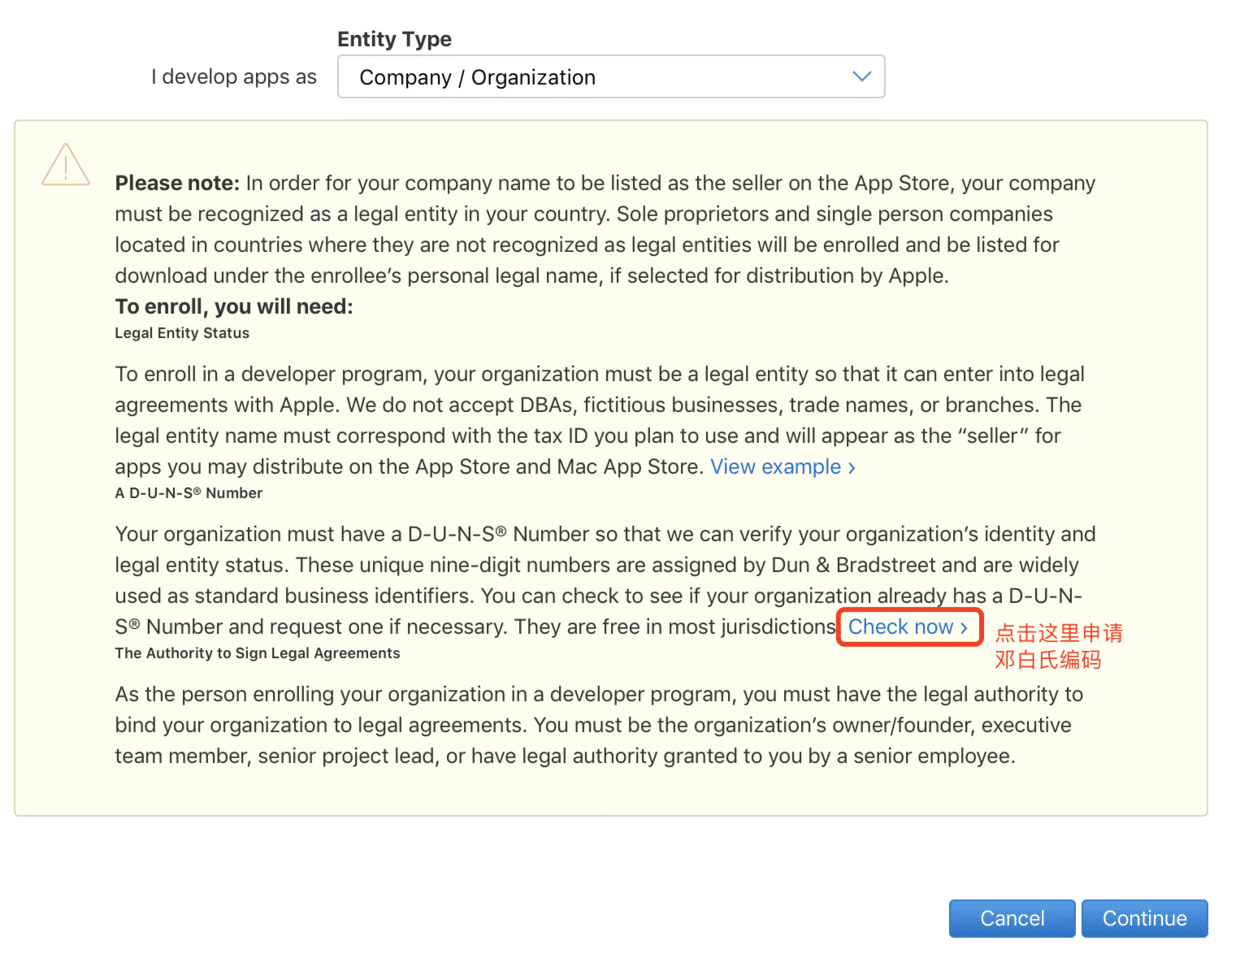 Entity Type
I develop apps as
Company / Organization
Please note: In order for your company name to be listed as the seller on the App Store, your company
must be recognized as a legal entity in your country. Sole proprietors and single person companies
located in countries where they are not recognized as legal entities will be enrolled and be listed for
download under the enrollee’s personal legal name, if selected for distribution by Apple.
To enroll, you will need:
Legal Entity Status
To enroll in a developer program, your organization must be a legal entity so that it can enter into legal
agreements with Apple. We do not accept DBAs, fictitious businesses, trade names, or branches. The
legal entity name must correspond with the tax ID you plan to use and will appear as the “seller” for
apps you may distribute on the App Store and Mac App Store. View example ›
A D-U-N-S® Number
Your organization must have a D-U-N-S® Number so that we can verify your organization’s identity and
legal entity status. These unique nine-digit numbers are assigned by Dun & Bradstreet and are widely
used as standard business identifiers. You can check to see if your organization already has a D-U-N-
S® Number and request one if necessary. They are free in most jurisdictions Check now ›
点击这里申请
邓白氏编码
The Authority to Sign Legal Agreements
As the person enrolling your organization in a developer program, you must have the legal authority to
bind your organization to legal agreements. You must be the organization’s owner/founder, executive
team member, senior project lead, or have legal authority granted to you by a senior employee.
Cancel
Continue